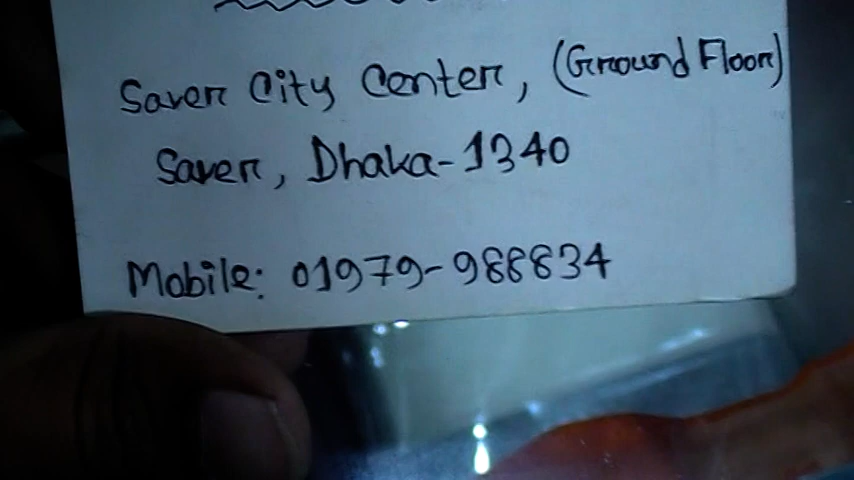 Saver City Center, (Ground Floor)
Saver, Dhaka-1340
Mobile: 01979-988834